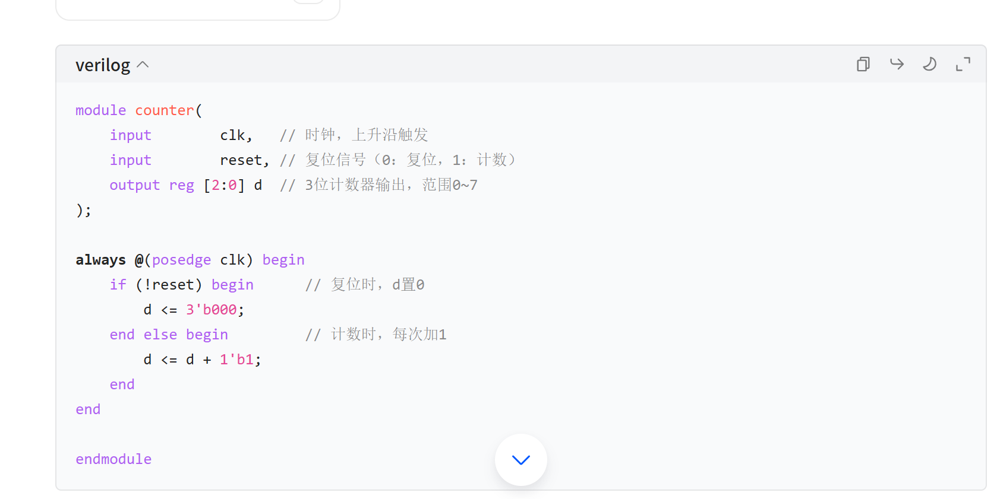 verilog
module counter(
    input        clk,   // 时钟，上升沿触发
    input        reset, // 复位信号（0：复位，1：计数）
    output reg [2:0] d  // 3位计数器输出，范围0~7
);
always @(posedge clk) begin
    if (!reset) begin      // 复位时，d置0
        d <= 3'b000;
    end else begin         // 计数时，每次加1
        d <= d + 1'b1;
    end
end
endmodule